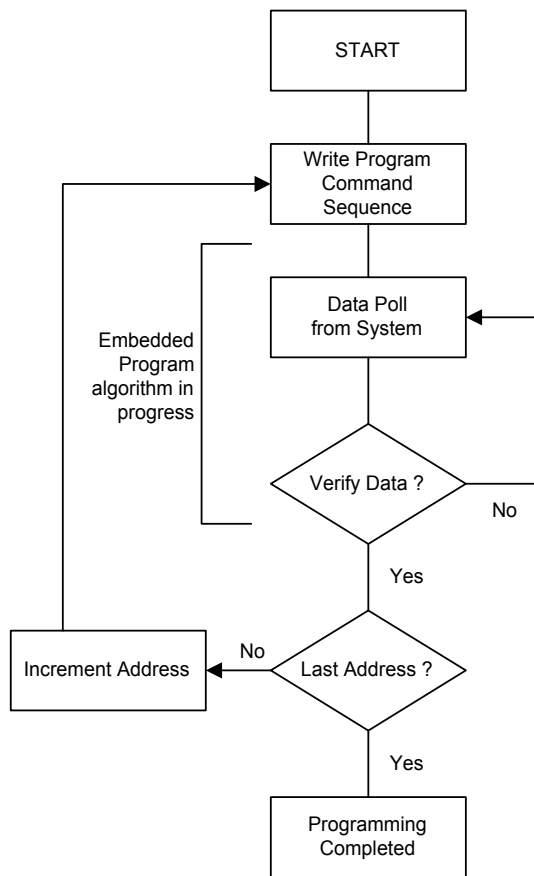 START
Write Program
Command
Sequence
Data Poll
from System
Embedded
Program
algorithm in
progress
Verify Data ?
No
Yes
Increment Address
No
Last Address ?
Yes
Programming
Completed